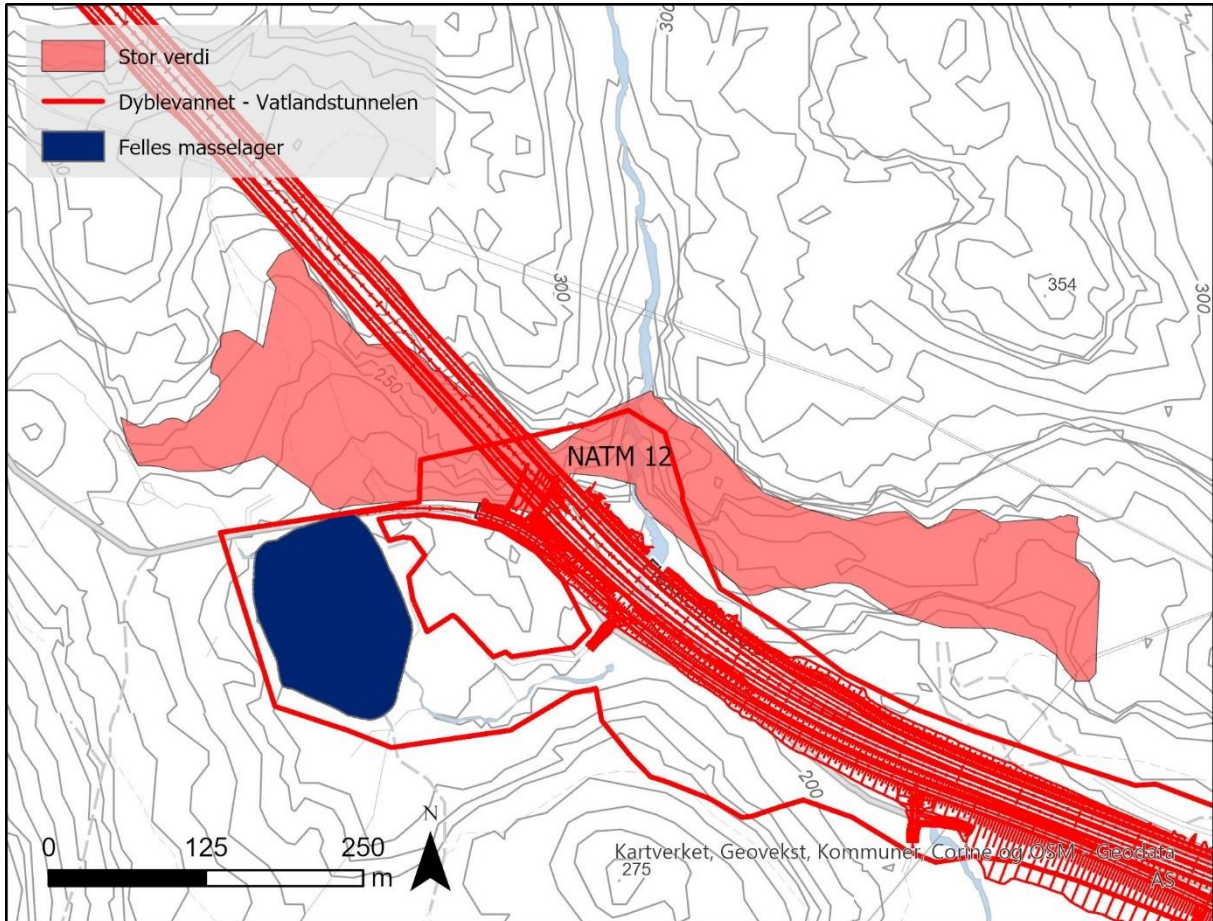 Stor verdi
Dyblevannet - Vatlandstunnelen
Felles masselager
300
300
300
354
250
NATM 12
200
N
0 125 250
m
Kartverket, Geovekst, Kommuner, Corine og OSM - Geodata
AS
275